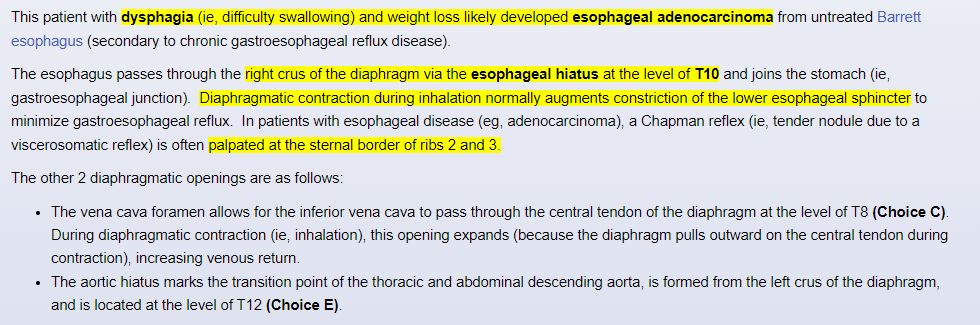 This patient with dysphagia (ie, difficulty swallowing) and weight loss likely developed esophageal adenocarcinoma from untreated Barrett
esophagus (secondary to chronic gastroesophageal reflux disease).
The esophagus passes through the right crus of the diaphragm via the esophageal hiatus at the level of T10 and joins the stomach (ie,
gastroesophageal junction). Diaphragmatic contraction during inhalation normally augments constriction of the lower esophageal sphincter to
minimize gastroesophageal reflux. In patients with esophageal disease (eg, adenocarcinoma), a Chapman reflex (ie, tender nodule due to a
viscerosomatic reflex) is often palpated at the sternal border of ribs 2 and 3.
The other 2 diaphragmatic openings are as follows:
• The vena cava foramen allows for the inferior vena cava to pass through the central tendon of the diaphragm at the level of T8 (Choice C).
During diaphragmatic contraction (ie, inhalation), this opening expands (because the diaphragm pulls outward on the central tendon during
contraction), increasing venous return.
• The aortic hiatus marks the transition point of the thoracic and abdominal descending aorta, is formed from the left crus of the diaphragm,
and is located at the level of T12 (Choice E).